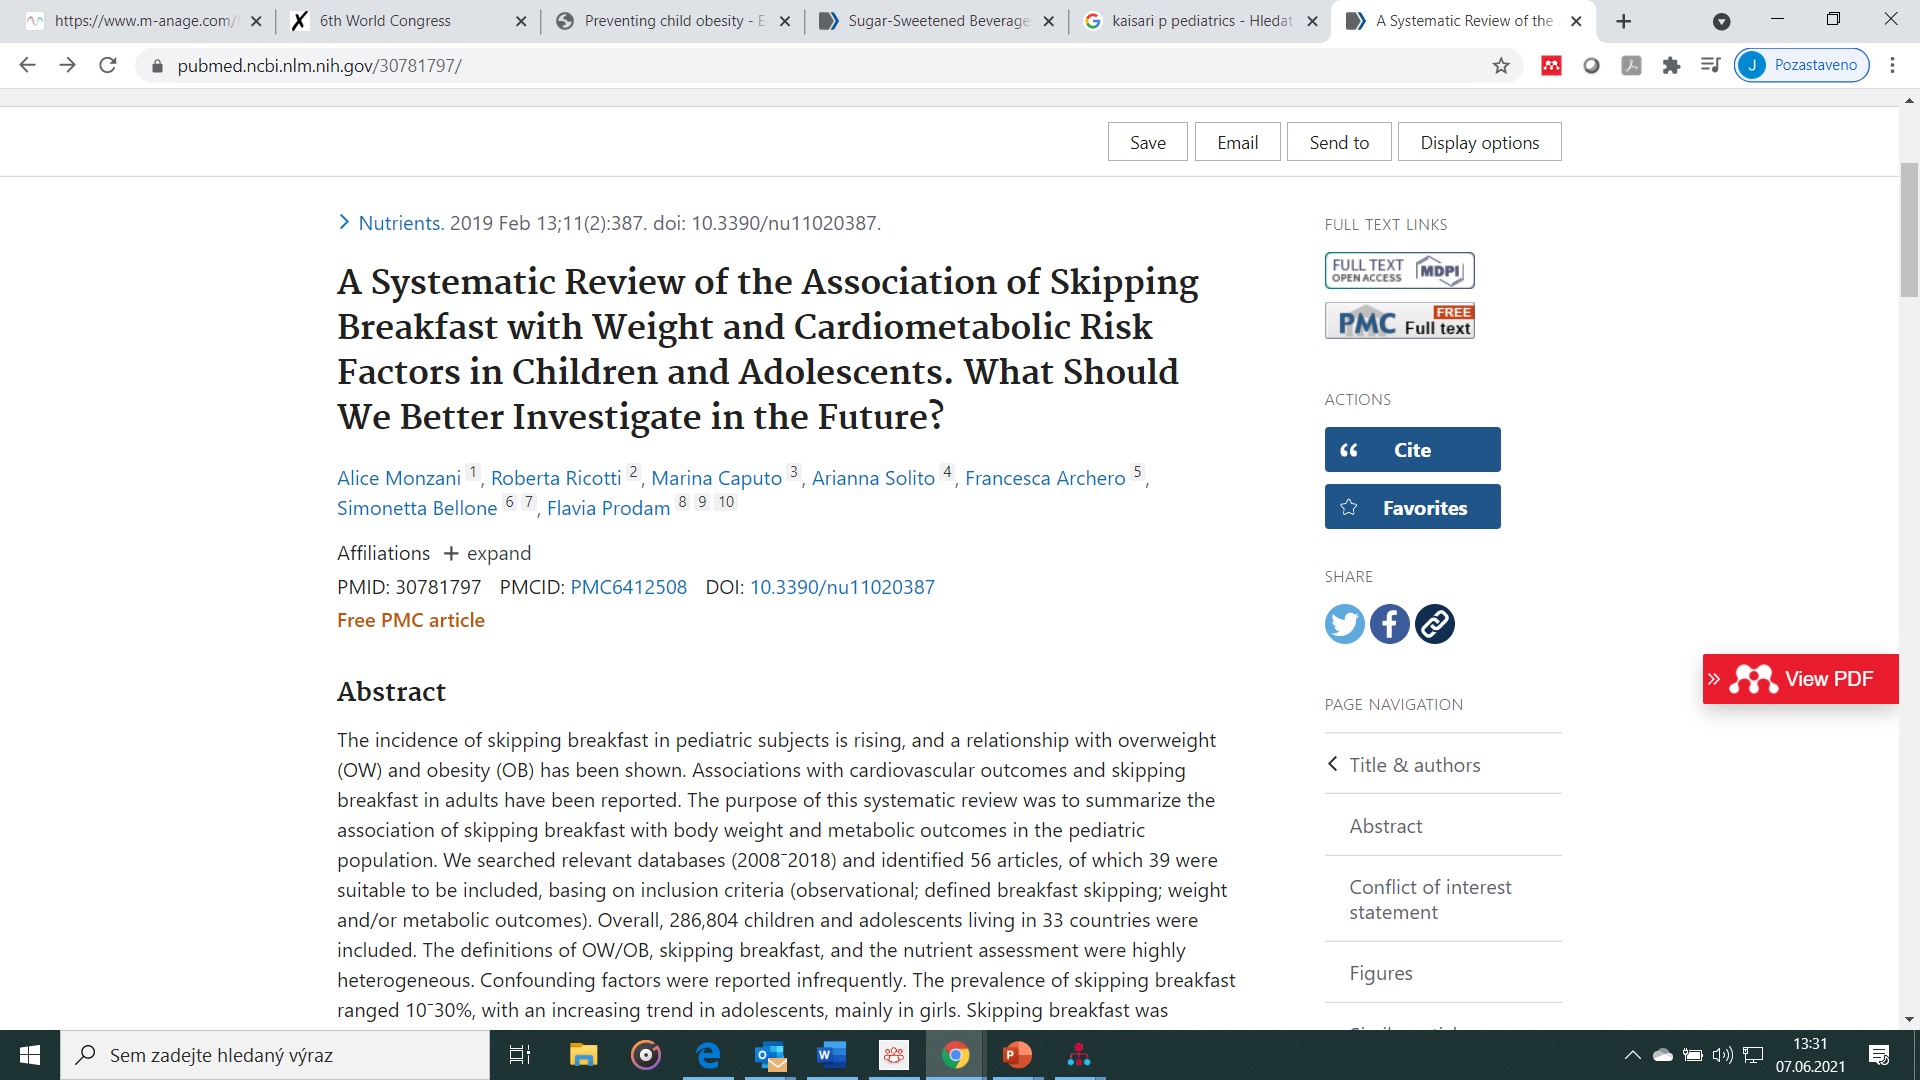 https://www.m-anage.com/
6th World Congress
Preventing child obesity - E
Sugar-Sweetened Beverage
kaisari p pediatrics - Hledat
A Systematic Review of the
pubmed.ncbi.nlm.nih.gov/30781797/
J Pozastaveno
Save
Email
Send to
Display options
Nutrients. 2019 Feb 13;11(2):387. doi: 10.3390/nu11020387.
A Systematic Review of the Association of Skipping
Breakfast with Weight and Cardiometabolic Risk
Factors in Children and Adolescents. What Should
We Better Investigate in the Future?
Alice Monzani 1, Roberta Ricotti 2, Marina Caputo 3, Arianna Solito 4, Francesca Archero 5,
Simonetta Bellone 6 7, Flavia Prodam 8 9 10
Affiliations + expand
PMID: 30781797 PMCID: PMC6412508 DOI: 10.3390/nu11020387
Free PMC article
Abstract
The incidence of skipping breakfast in pediatric subjects is rising, and a relationship with overweight
(OW) and obesity (OB) has been shown. Associations with cardiovascular outcomes and skipping
breakfast in adults have been reported. The purpose of this systematic review was to summarize the
association of skipping breakfast with body weight and metabolic outcomes in the pediatric
population. We searched relevant databases (2008⁻2018) and identified 56 articles, of which 39 were
suitable to be included, basing on inclusion criteria (observational; defined breakfast skipping; weight
and/or metabolic outcomes). Overall, 286,804 children and adolescents living in 33 countries were
included. The definitions of OW/OB, skipping breakfast, and the nutrient assessment were highly
heterogeneous. Confounding factors were reported infrequently. The prevalence of skipping breakfast
ranged 10⁻30%, with an increasing trend in adolescents, mainly in girls. Skipping breakfast was
FULL TEXT LINKS
FULL TEXT
OPEN ACCESS
MDPI
PMC
FREE
Full text
ACTIONS
Cite
Favorites
SHARE
PAGE NAVIGATION
Title & authors
Abstract
Conflict of interest
statement
Figures
» View PDF
Sem zadejte hledaný výraz
13:31
07.06.2021